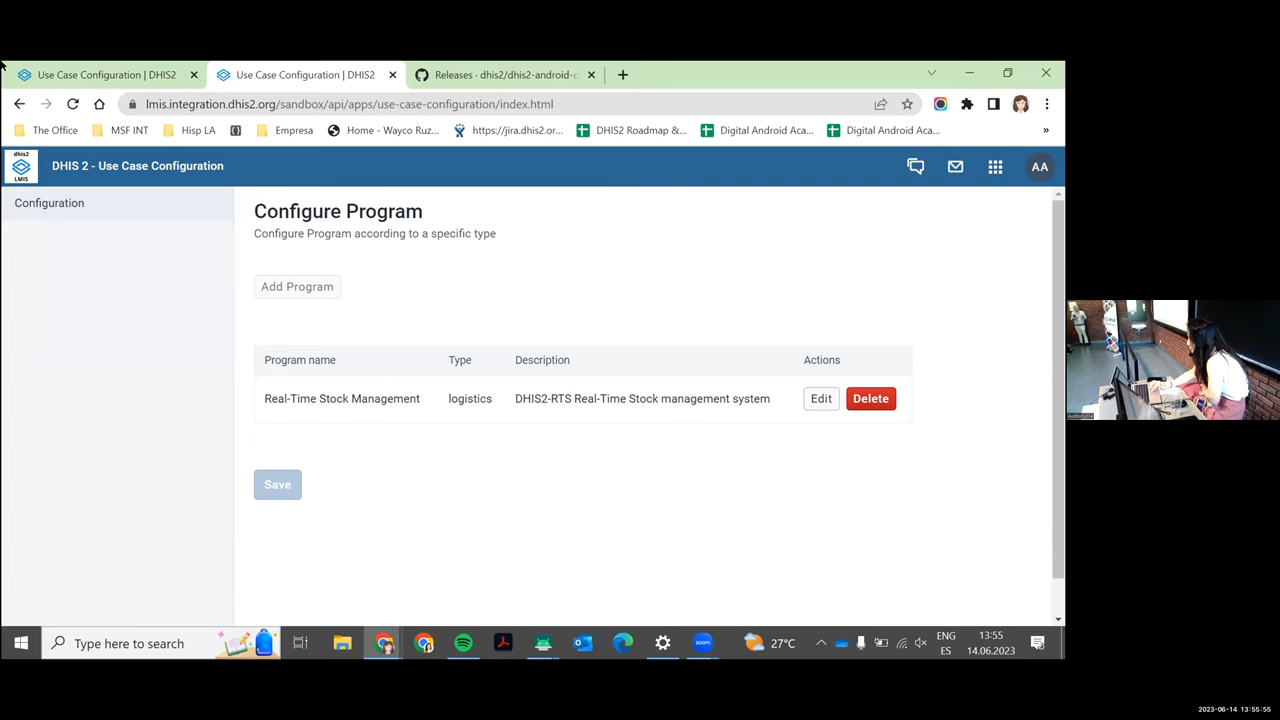 Use Case Configuration | DHIS2
Use Case Configuration | DHIS2
Releases · dhis2/dhis2-android-c
lmis.integration.dhis2.org/sandbox/api/apps/use-case-configuration/index.html
The Office
MSF INT
Hisp LA
Empresa
Home - Wayco Ruz...
https://jira.dhis2.or...
DHIS2 Roadmap &...
Digital Android Aca...
Digital Android Aca...
»
dhis2
LMIS
DHIS 2 - Use Case Configuration
AA
Configuration
Configure Program
Configure Program according to a specific type
Add Program
Program name Type Description Actions
Real-Time Stock Management logistics DHIS2-RTS Real-Time Stock management system Edit Delete
Save
Type here to search
zoom
27°C
ENG
ES
13:55
14.06.2023
2023-06-14 13:55:55